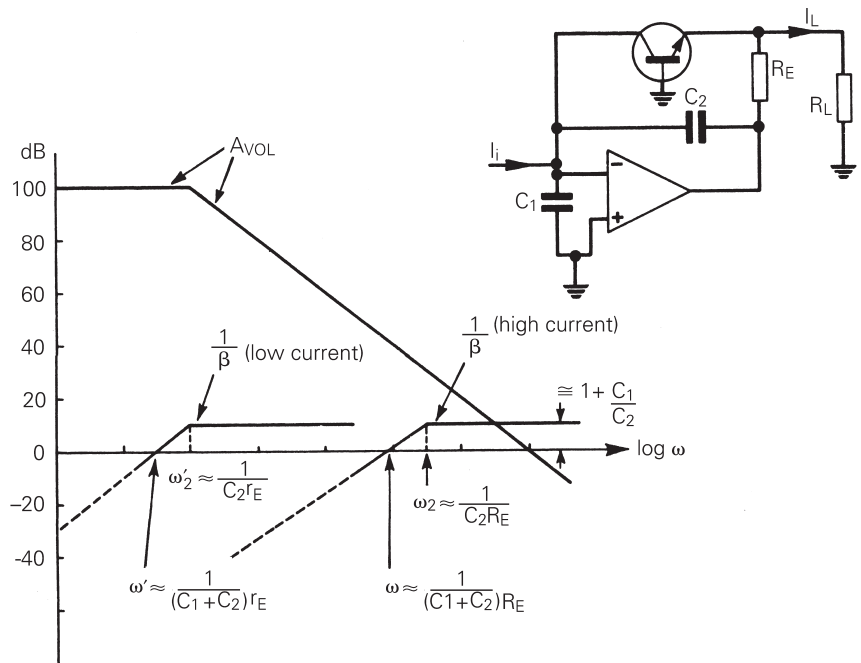 I_L
R_E
C_2
R_L
I_i
C_1
−
+
dB
A_VOL
100
80
60
40
20
0
–20
-40
1/β (low current)
1/β (high current)
≅ 1 + C_1/C_2
log ω
ω'_2 ≈ 1/(C_2 r_E)
ω_2 ≈ 1/(C_2 R_E)
ω' ≈ 1/((C_1 + C_2) r_E)
ω ≈ 1/((C1 + C_2) R_E)